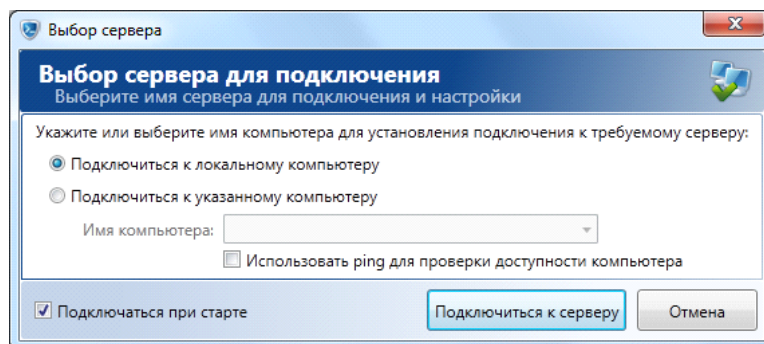 Выбор сервера
Выбор сервера для подключения
Выберите имя сервера для подключения и настройки
Укажите или выберите имя компьютера для установления подключения к требуемому серверу:
Подключиться к локальному компьютеру
Подключиться к указанному компьютеру
Имя компьютера:
Использовать ping для проверки доступности компьютера
Подключаться при старте
Подключиться к серверу
Отмена